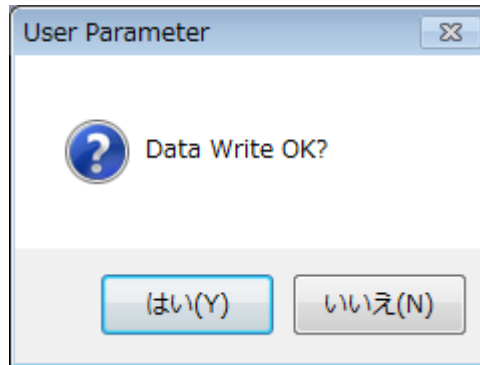 User Parameter
?
Data Write OK?
はい(Y) いいえ(N)